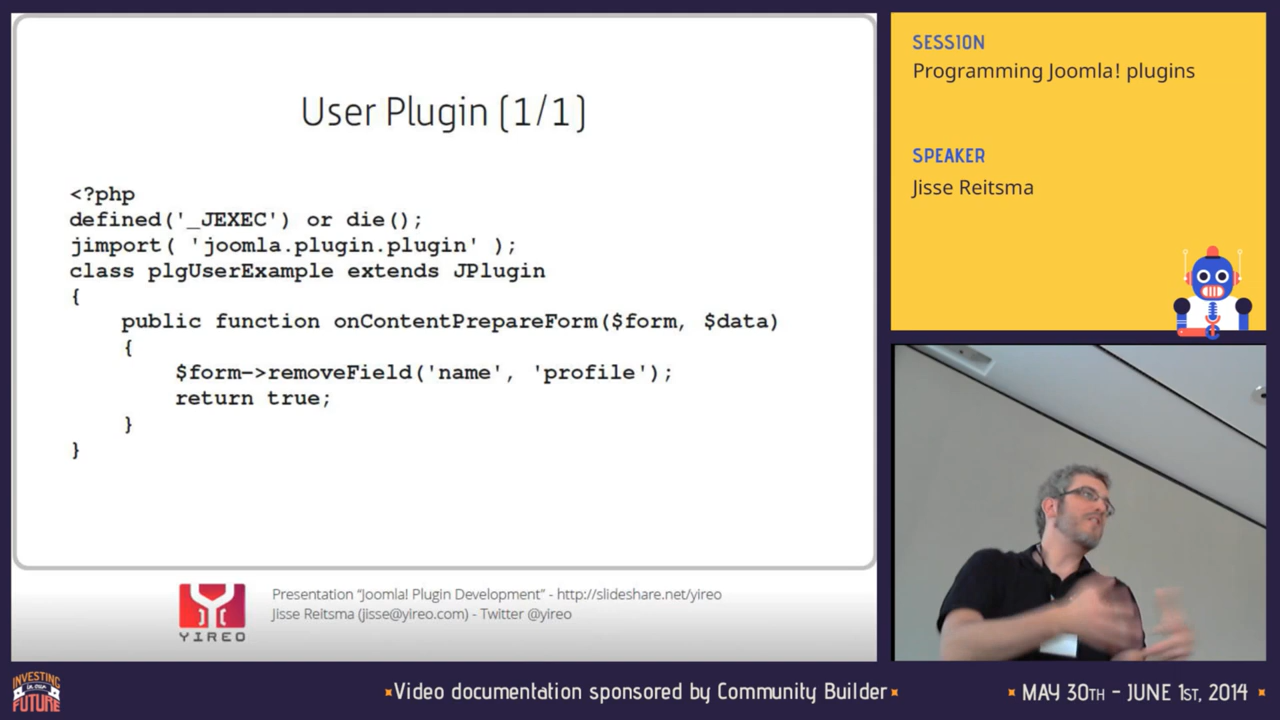 User Plugin (1/1)
<?php
defined('_JEXEC') or die();
jimport( 'joomla.plugin.plugin' );
class plgUserExample extends JPlugin
{
    public function onContentPrepareForm($form, $data)
    {
        $form->removeField('name', 'profile');
        return true;
    }
}
YIREO
Presentation “Joomla! Plugin Development” - http://slideshare.net/yireo
Jisse Reitsma (jisse@yireo.com) - Twitter @yireo
SESSION
Programming Joomla! plugins
SPEAKER
Jisse Reitsma
INVESTING
in our
FUTURE
Video documentation sponsored by Community Builder
MAY 30TH - JUNE 1ST, 2014